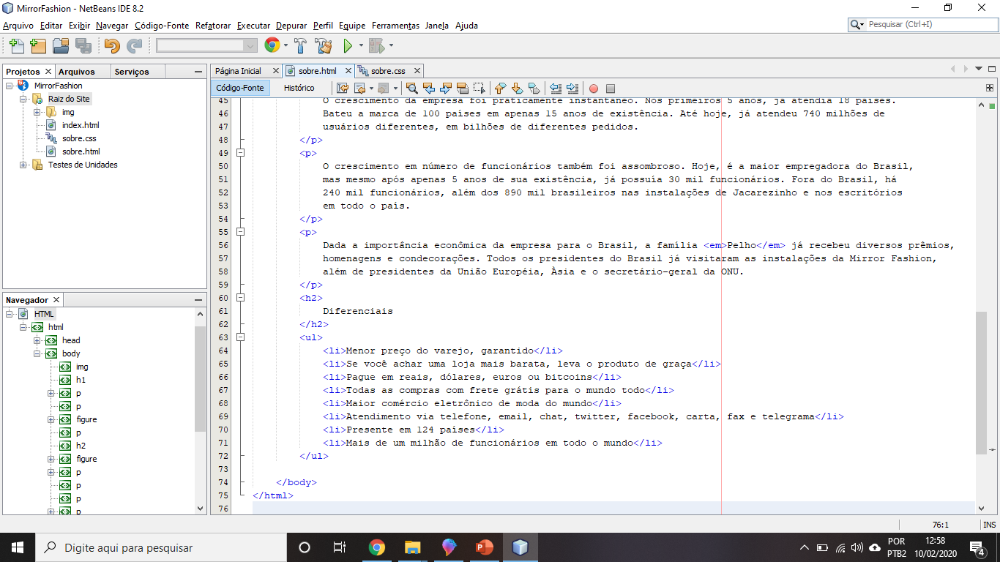 MirrorFashion - NetBeans IDE 8.2
Arquivo Editar Exibir Navegar Código-Fonte Refatorar Executar Depurar Perfil Equipe Ferramentas Janela Ajuda
Pesquisar (Ctrl+I)
Projetos Arquivos Serviços
MirrorFashion
Raiz do Site
img
index.html
sobre.css
sobre.html
Testes de Unidades
Navegador
HTML
html
head
body
img
h1
p
p
figure
p
h2
figure
p
p
p
p
Página Inicial sobre.html sobre.css
Código-Fonte Histórico
45 O crescimento da empresa foi praticamente instantâneo. Nos primeiros 5 anos, já atendia 18 países.
46 Bateu a marca de 100 países em apenas 15 anos de existência. Até hoje, já atendeu 740 milhões de
47 usuários diferentes, em bilhões de diferentes pedidos.
48 </p>
49 <p>
50 O crescimento em número de funcionários também foi assombroso. Hoje, é a maior empregadora do Brasil,
51 mas mesmo após apenas 5 anos de sua existência, já possuía 30 mil funcionários. Fora do Brasil, há
52 240 mil funcionários, além dos 890 mil brasileiros nas instalações de Jacarezinho e nos escritórios
53 em todo o país.
54 </p>
55 <p>
56 Dada a importância econômica da empresa para o Brasil, a família <em>Pelho</em> já recebeu diversos prêmios,
57 homenagens e condecorações. Todos os presidentes do Brasil já visitaram as instalações da Mirror Fashion,
58 além de presidentes da União Européia, Àsia e o secretário-geral da ONU.
59 </p>
60 <h2>
61 Diferenciais
62 </h2>
63 <ul>
64 <li>Menor preço do varejo, garantido</li>
65 <li>Se você achar uma loja mais barata, leva o produto de graça</li>
66 <li>Pague em reais, dólares, euros ou bitcoins</li>
67 <li>Todas as compras com frete grátis para o mundo todo</li>
68 <li>Maior comércio eletrônico de moda do mundo</li>
69 <li>Atendimento via telefone, email, chat, twitter, facebook, carta, fax e telegrama</li>
70 <li>Presente em 124 países</li>
71 <li>Mais de um milhão de funcionários em todo o mundo</li>
72 </ul>
73
74 </body>
75 </html>
76
76:1 INS
Digite aqui para pesquisar
POR
PTB2
12:58
10/02/2020
4